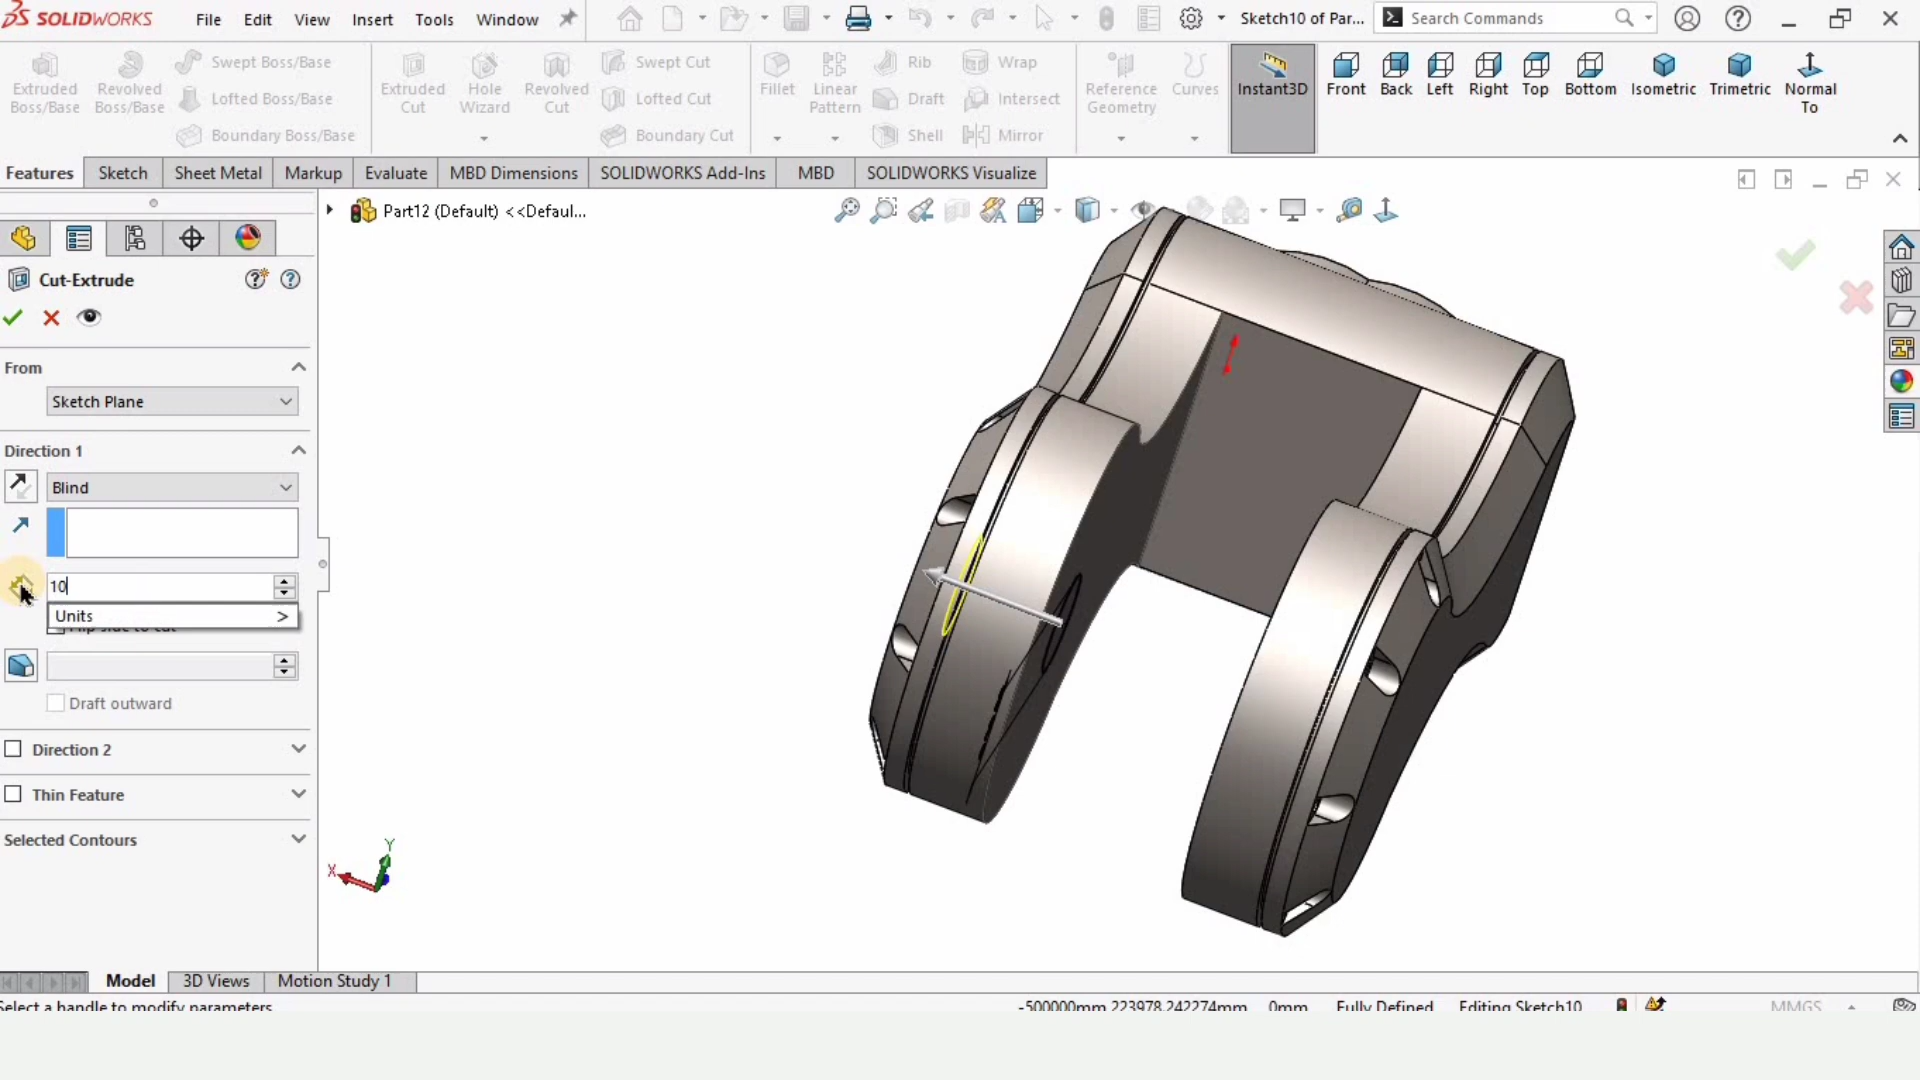 SOLIDWORKS File Edit View Insert Tools Window Sketch10 of Par... Search Commands
Extruded Boss/Base
Revolved Boss/Base
Swept Boss/Base
Lofted Boss/Base
Boundary Boss/Base
Extruded Cut
Hole Wizard
Revolved Cut
Swept Cut
Lofted Cut
Boundary Cut
Fillet
Linear Pattern
Rib
Draft
Shell
Wrap
Intersect
Mirror
Reference Geometry
Curves
Instant3D
Front
Back
Left
Right
Top
Bottom
Isometric
Trimetric
Normal To
Features Sketch Sheet Metal Markup Evaluate MBD Dimensions SOLIDWORKS Add-Ins MBD SOLIDWORKS Visualize
Part12 (Default) <<Defaul...
Cut-Extrude
From
Sketch Plane
Direction 1
Blind
10
Units >
Draft outward
Direction 2
Thin Feature
Selected Contours
Y
X
Model 3D Views Motion Study 1
Select a handle to modify parameters
-500000mm 223978.242274mm 0mm Fully Defined Editing Sketch10 MMGS